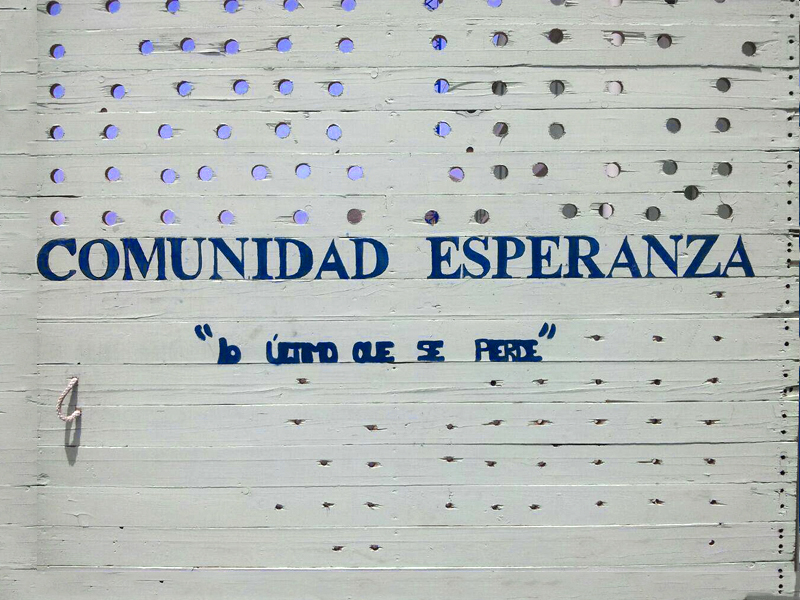 COMUNIDAD ESPERANZA
“lo ÚLTIMO QUE SE PIERDE”